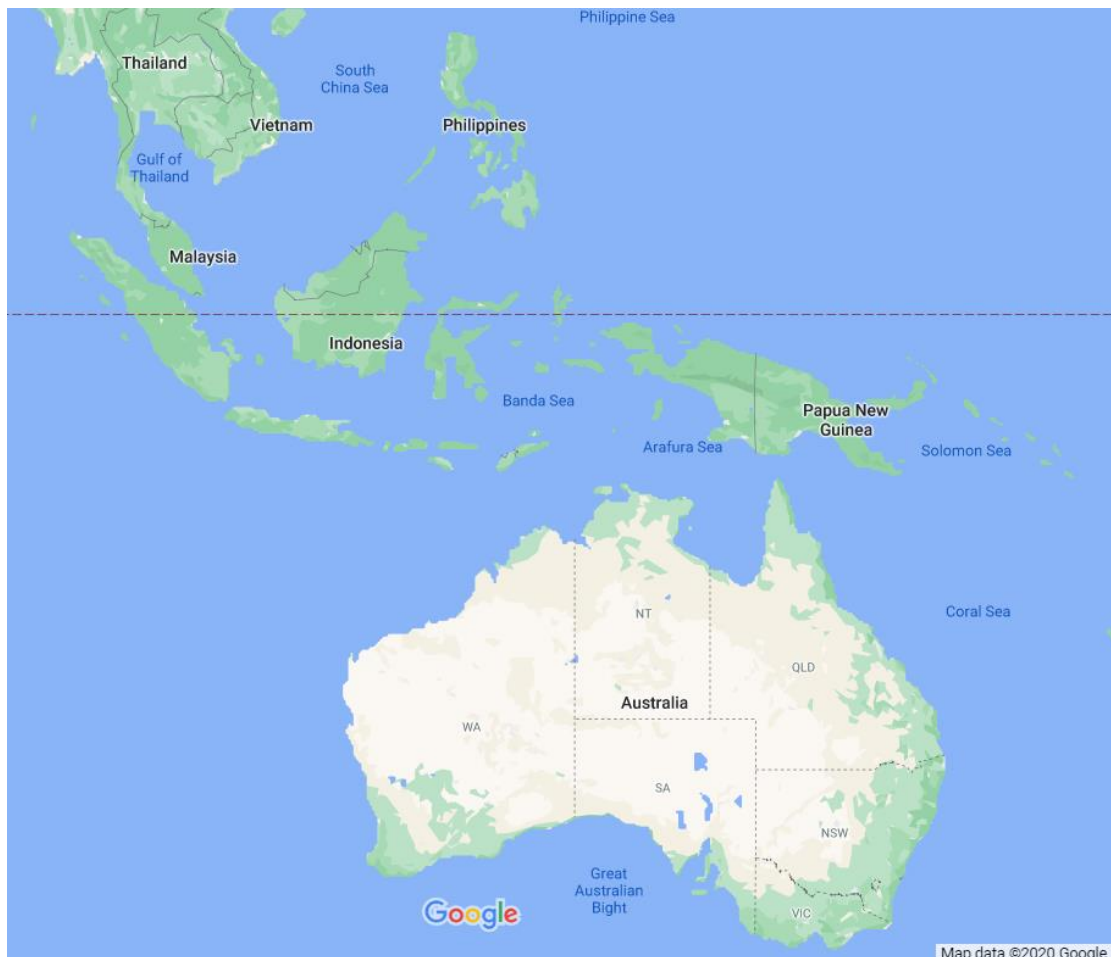 Philippine Sea
Thailand
South
China Sea
Vietnam
Philippines
Gulf of
Thailand
Malaysia
Indonesia
Banda Sea
Papua New
Guinea
Arafura Sea
Solomon Sea
NT
Coral Sea
QLD
Australia
WA
SA
NSW
Great
Australian
Bight
Google
VIC
Map data ©2020 Google